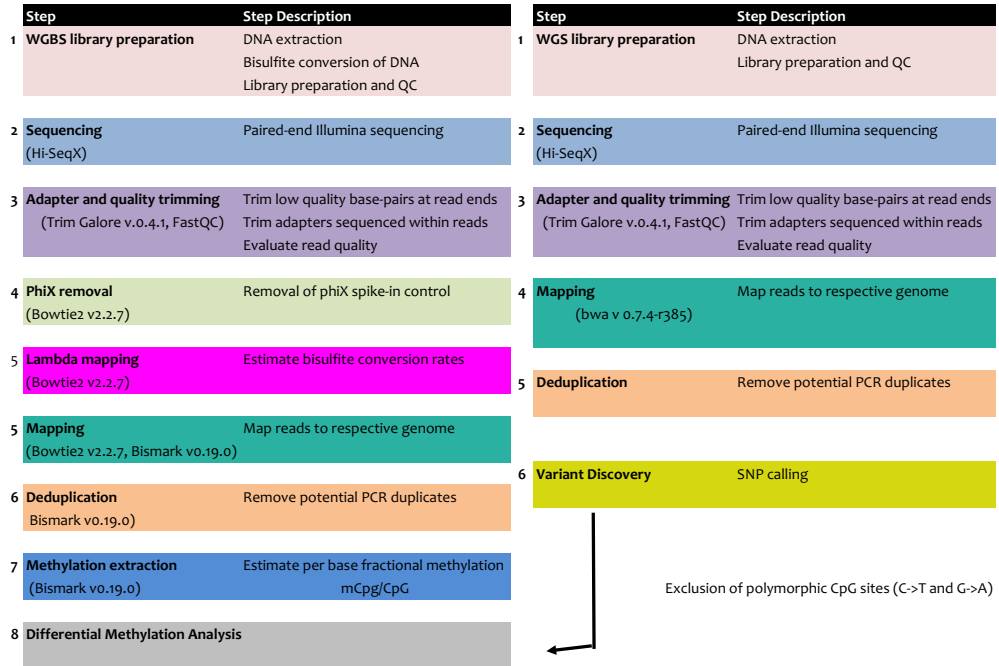 Step Step Description
1 WGBS library preparation DNA extraction
Bisulfite conversion of DNA
Library preparation and QC
2 Sequencing Paired-end Illumina sequencing
(Hi-SeqX)
3 Adapter and quality trimming Trim low quality base-pairs at read ends
(Trim Galore v.0.4.1, FastQC) Trim adapters sequenced within reads
Evaluate read quality
4 PhiX removal Removal of phiX spike-in control
(Bowtie2 v2.2.7)
5 Lambda mapping Estimate bisulfite conversion rates
(Bowtie2 v2.2.7)
5 Mapping Map reads to respective genome
(Bowtie2 v2.2.7, Bismark v0.19.0)
6 Deduplication Remove potential PCR duplicates
Bismark v0.19.0)
7 Methylation extraction Estimate per base fractional methylation
(Bismark v0.19.0) mCpg/CpG
8 Differential Methylation Analysis
Step Step Description
1 WGS library preparation DNA extraction
Library preparation and QC
2 Sequencing Paired-end Illumina sequencing
(Hi-SeqX)
3 Adapter and quality trimming Trim low quality base-pairs at read ends
(Trim Galore v.0.4.1, FastQC) Trim adapters sequenced within reads
Evaluate read quality
4 Mapping Map reads to respective genome
(bwa v 0.7.4-r385)
5 Deduplication Remove potential PCR duplicates
6 Variant Discovery SNP calling
Exclusion of polymorphic CpG sites (C->T and G->A)